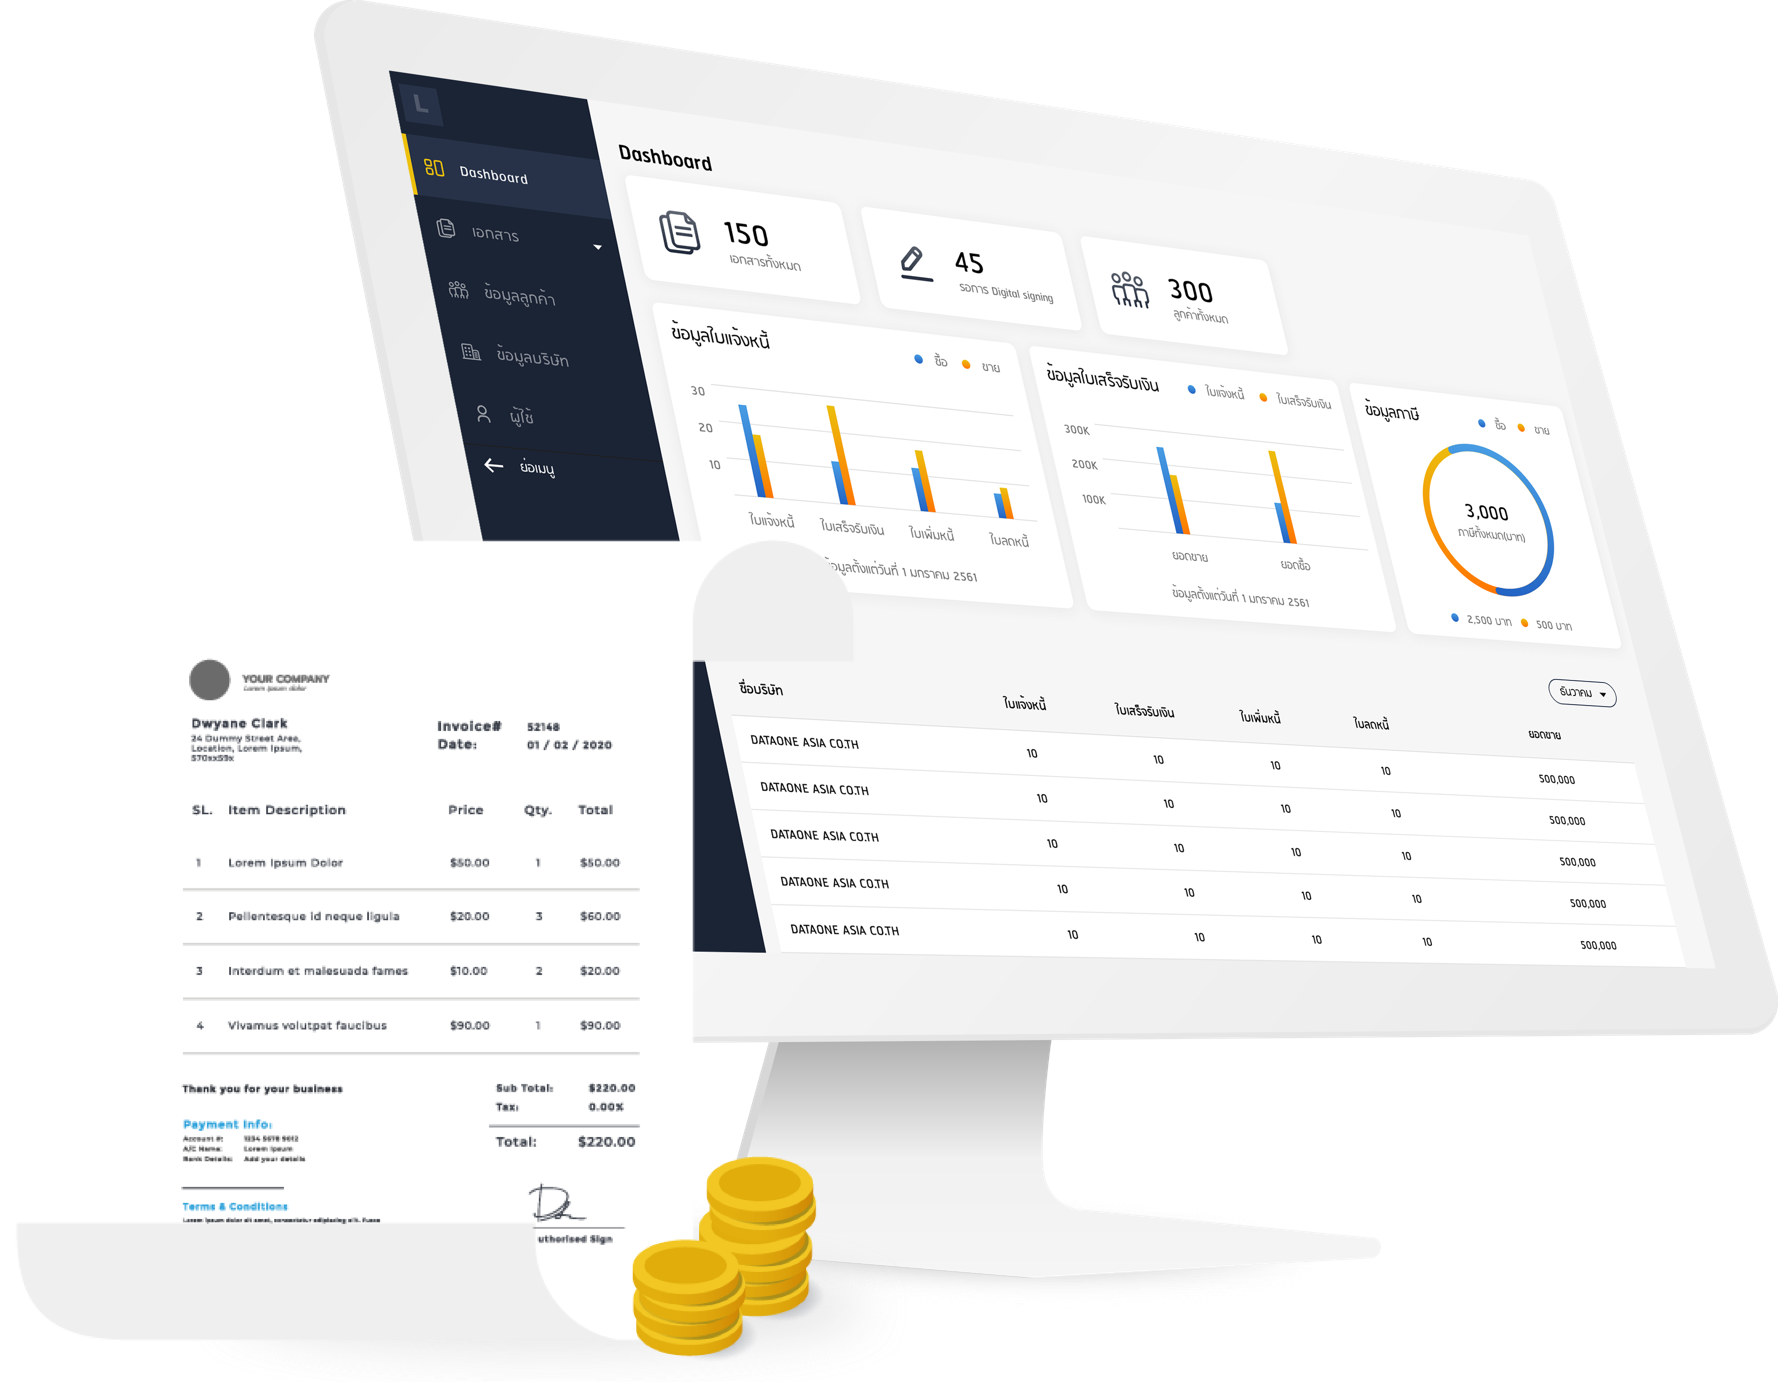 L
Dashboard
เอกสาร
ข้อมูลลูกค้า
ข้อมูลบริษัท
ผู้ใช้
ย่อเมนู
Dashboard
150
เอกสารทั้งหมด
45
รอการ Digital signing
300
ลูกค้าทั้งหมด
ข้อมูลใบแจ้งหนี้
ซื้อ ขาย
30
20
10
ใบแจ้งหนี้ ใบเสร็จรับเงิน ใบเพิ่มหนี้ ใบลดหนี้
ข้อมูลตั้งแต่วันที่ 1 มกราคม 2561
ข้อมูลใบเสร็จรับเงิน
ใบแจ้งหนี้ ใบเสร็จรับเงิน
300K
200K
100K
ยอดขาย ยอดซื้อ
ข้อมูลตั้งแต่วันที่ 1 มกราคม 2561
ข้อมูลภาษี
ซื้อ ขาย
3,000
ภาษีทั้งหมด(บาท)
2,500 บาท 500 บาท
ธันวาคม
ชื่อบริษัท ใบแจ้งหนี้ ใบเสร็จรับเงิน ใบเพิ่มหนี้ ใบลดหนี้ ยอดขาย
DATAONE ASIA CO.TH 10 10 10 10 500,000
DATAONE ASIA CO.TH 10 10 10 10 500,000
DATAONE ASIA CO.TH 10 10 10 10 500,000
DATAONE ASIA CO.TH 10 10 10 10 500,000
DATAONE ASIA CO.TH 10 10 10 10 500,000
YOUR COMPANY
Lorem ipsum dolor
Dwyane Clark
24 Dummy Street Area,
Location, Lorem Ipsum,
570xx59x
Invoice# 52148
Date: 01 / 02 / 2020
SL. Item Description Price Qty. Total
1 Lorem Ipsum Dolor $50.00 1 $50.00
2 Pellentesque id neque ligula $20.00 3 $60.00
3 Interdum et malesuada fames $10.00 2 $20.00
4 Vivamus volutpat faucibus $90.00 1 $90.00
Thank you for your business
Sub Total: $220.00
Tax: 0.00%
Total: $220.00
Payment Info:
Account #: 1234 5678 9012
A/C Name: Lorem Ipsum
Bank Details: Add your details
Terms & Conditions
Lorem ipsum dolor sit amet, consectetur adipiscing elit. Fusce
uthorised Sign